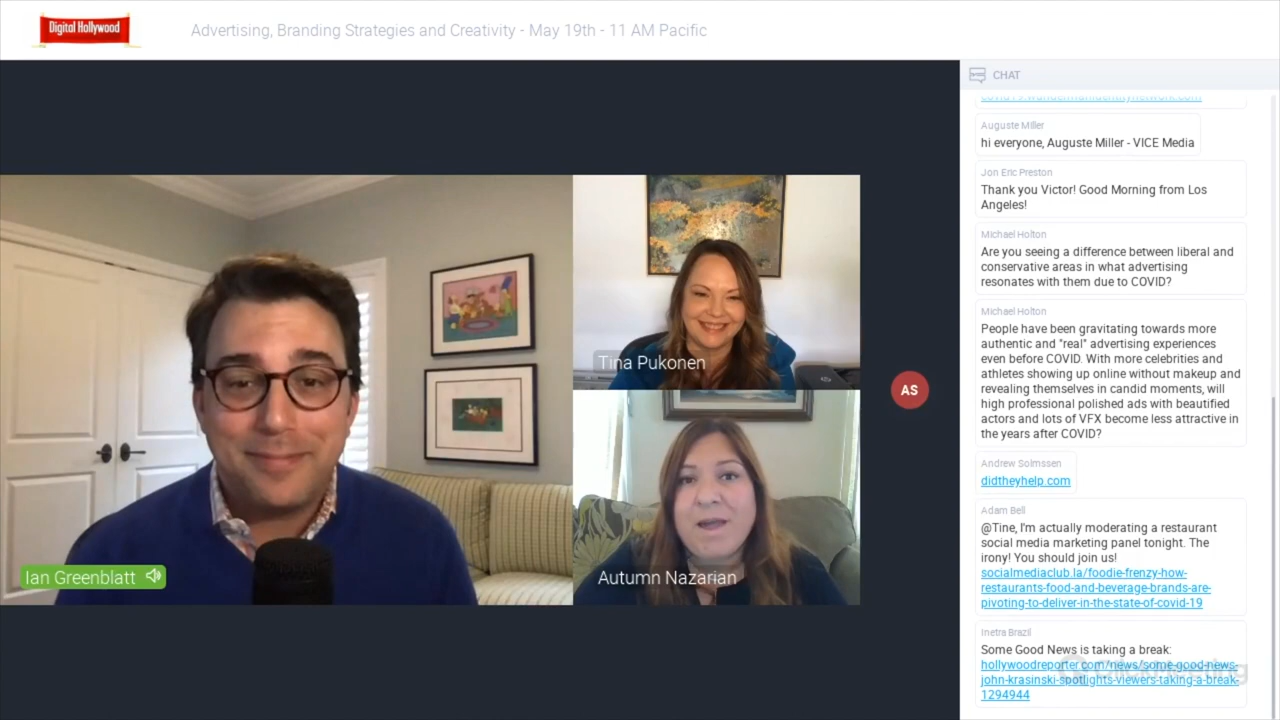 Digital Hollywood
Advertising, Branding Strategies and Creativity - May 19th - 11 AM Pacific
CHAT
Auguste Miller
hi everyone, Auguste Miller - VICE Media
Jon Eric Preston
Thank you Victor! Good Morning from Los
Angeles!
Michael Holton
Are you seeing a difference between liberal and
conservative areas in what advertising
resonates with them due to COVID?
Michael Holton
People have been gravitating towards more
authentic and "real" advertising experiences
even before COVID. With more celebrities and
athletes showing up online without makeup and
revealing themselves in candid moments, will
high professional polished ads with beautified
actors and lots of VFX become less attractive in
the years after COVID?
Andrew Solmssen
didtheyhelp.com
Adam Bell
@Tine, I'm actually moderating a restaurant
social media marketing panel tonight. The
irony! You should join us!
socialmediaclub.la/foodie-frenzy-how-
restaurants-food-and-beverage-brands-are-
pivoting-to-deliver-in-the-state-of-covid-19
Inetra Brazil
Some Good News is taking a break:
hollywoodreporter.com/news/some-good-news-
john-krasinski-spotlights-viewers-taking-a-break-
1294944
ClickMeeting
Tina Pukonen
AS
Ian Greenblatt
Autumn Nazarian